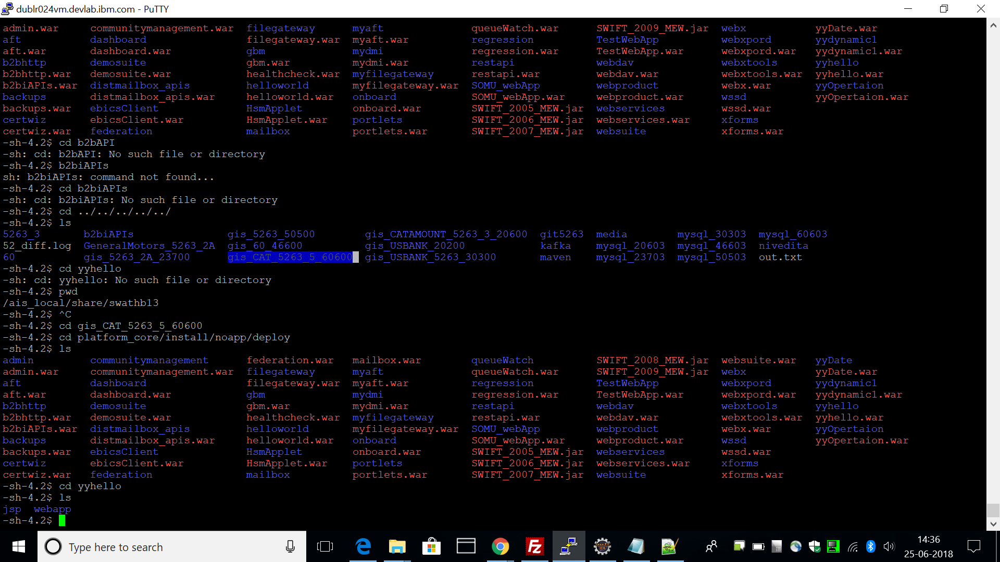 dublr024vm.devlab.ibm.com - PuTTY
admin.war communitymanagement.war filegateway myaft queueWatch.war SWIFT_2009_MEW.jar webx yyDate.war
aft dashboard filegateway.war myaft.war regression TestWebApp webxpord yydynamic1
aft.war dashboard.war gbm mydmi regression.war TestWebApp.war webxpord.war yydynamic1.war
b2bhttp demosuite gbm.war mydmi.war restapi webdav webxtools yyhello
b2bhttp.war demosuite.war healthcheck.war myfilegateway restapi.war webdav.war webxtools.war yyhello.war
b2biAPIs.war distmailbox_apis helloworld myfilegateway.war SOMU_webApp webproduct webx.war yyOpertaion
backups distmailbox_apis.war helloworld.war onboard SOMU_webApp.war webproduct.war wssd yyOpertaion.war
backups.war ebicsClient HsmApplet onboard.war SWIFT_2005_MEW.jar webservices wssd.war
certwiz ebicsClient.war HsmApplet.war portlets SWIFT_2006_MEW.jar webservices.war xforms
certwiz.war federation mailbox portlets.war SWIFT_2007_MEW.jar websuite xforms.war
-sh-4.2$ cd b2bAPI
-sh: cd: b2bAPI: No such file or directory
-sh-4.2$ b2biAPIs
sh: b2biAPIs: command not found...
-sh-4.2$ cd b2biAPIs
-sh: cd: b2biAPIs: No such file or directory
-sh-4.2$ cd ../../../../../
-sh-4.2$ ls
5263_3 b2biAPIs gis_5263_50500 gis_CATAMOUNT_5263_3_20600 git5263 media mysql_30303 mysql_60603
52_diff.log GeneralMotors_5263_2A gis_60_46600 gis_USBANK_20200 kafka mysql_20603 mysql_46603 nivedita
60 gis_5263_2A_23700 gis_CAT_5263_5_60600 gis_USBANK_5263_30300 maven mysql_23703 mysql_50503 out.txt
-sh-4.2$ cd yyhello
-sh: cd: yyhello: No such file or directory
-sh-4.2$ pwd
/ais_local/share/swathb13
-sh-4.2$ ^C
-sh-4.2$ cd gis_CAT_5263_5_60600
-sh-4.2$ cd platform_core/install/noapp/deploy
-sh-4.2$ ls
admin communitymanagement federation.war mailbox.war queueWatch SWIFT_2008_MEW.jar websuite.war yyDate
admin.war communitymanagement.war filegateway myaft queueWatch.war SWIFT_2009_MEW.jar webx yyDate.war
aft dashboard filegateway.war myaft.war regression TestWebApp webxpord yydynamic1
aft.war dashboard.war gbm mydmi regression.war TestWebApp.war webxpord.war yydynamic1.war
b2bhttp demosuite gbm.war mydmi.war restapi webdav webxtools yyhello
b2bhttp.war demosuite.war healthcheck.war myfilegateway restapi.war webdav.war webxtools.war yyhello.war
b2biAPIs.war distmailbox_apis helloworld myfilegateway.war SOMU_webApp webproduct webx.war yyOpertaion
backups distmailbox_apis.war helloworld.war onboard SOMU_webApp.war webproduct.war wssd yyOpertaion.war
backups.war ebicsClient HsmApplet onboard.war SWIFT_2005_MEW.jar webservices wssd.war
certwiz ebicsClient.war HsmApplet.war portlets SWIFT_2006_MEW.jar webservices.war xforms
certwiz.war federation mailbox portlets.war SWIFT_2007_MEW.jar websuite xforms.war
-sh-4.2$ cd yyhello
-sh-4.2$ ls
jsp webapp
-sh-4.2$
Type here to search
14:36
25-06-2018